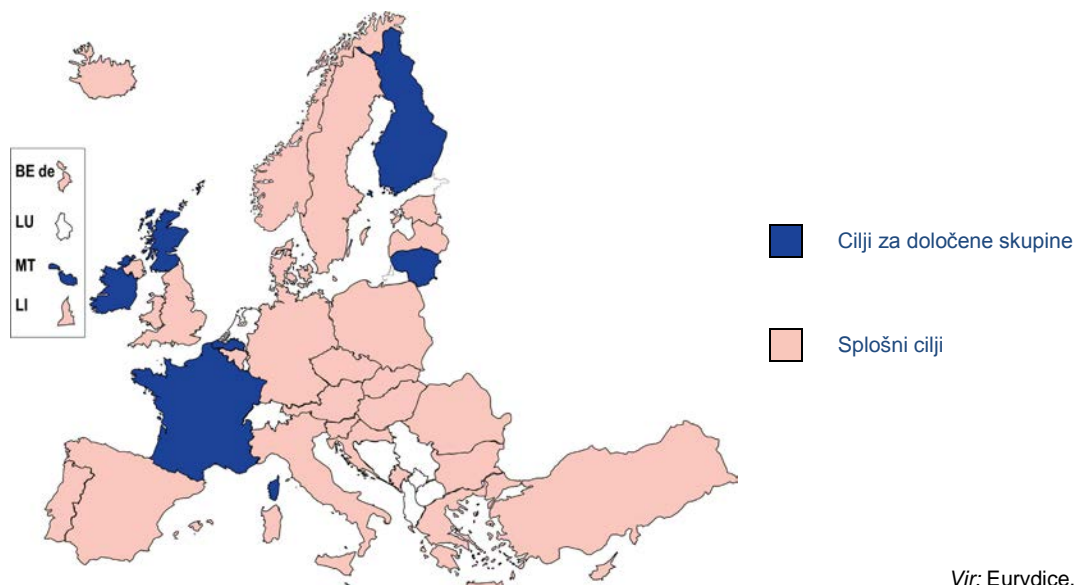 BE de
LU
MT
LI
Cilji za določene skupine
Splošni cilji
Vir: Eurydice.